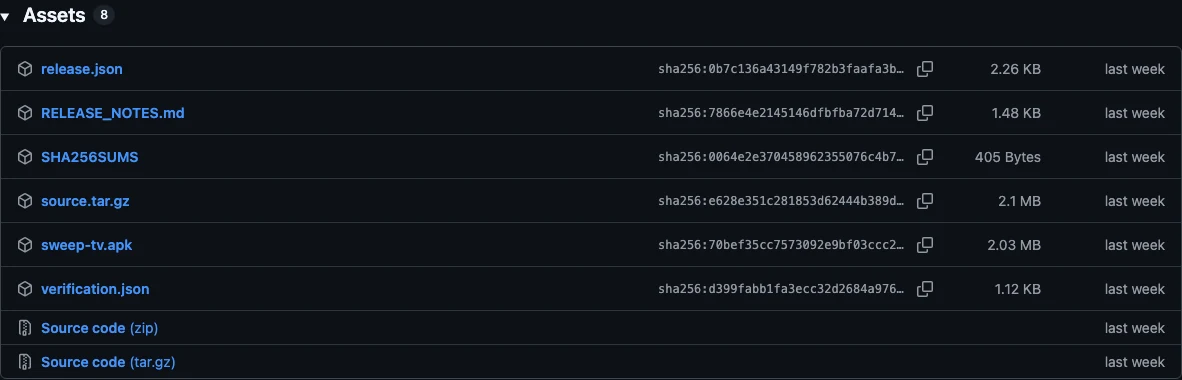 Assets 8
release.json sha256:0b7c136a43149f782b3faafa3b… 2.26 KB last week
RELEASE_NOTES.md sha256:7866e4e2145146dfbfba72d714… 1.48 KB last week
SHA256SUMS sha256:0064e2e370458962355076c4b7… 405 Bytes last week
source.tar.gz sha256:e628e351c281853d62444b389d… 2.1 MB last week
sweep-tv.apk sha256:70bef35cc7573092e9bf03ccc2… 2.03 MB last week
verification.json sha256:d399fabb1fa3ecc32d2684a976… 1.12 KB last week
Source code (zip) last week
Source code (tar.gz) last week